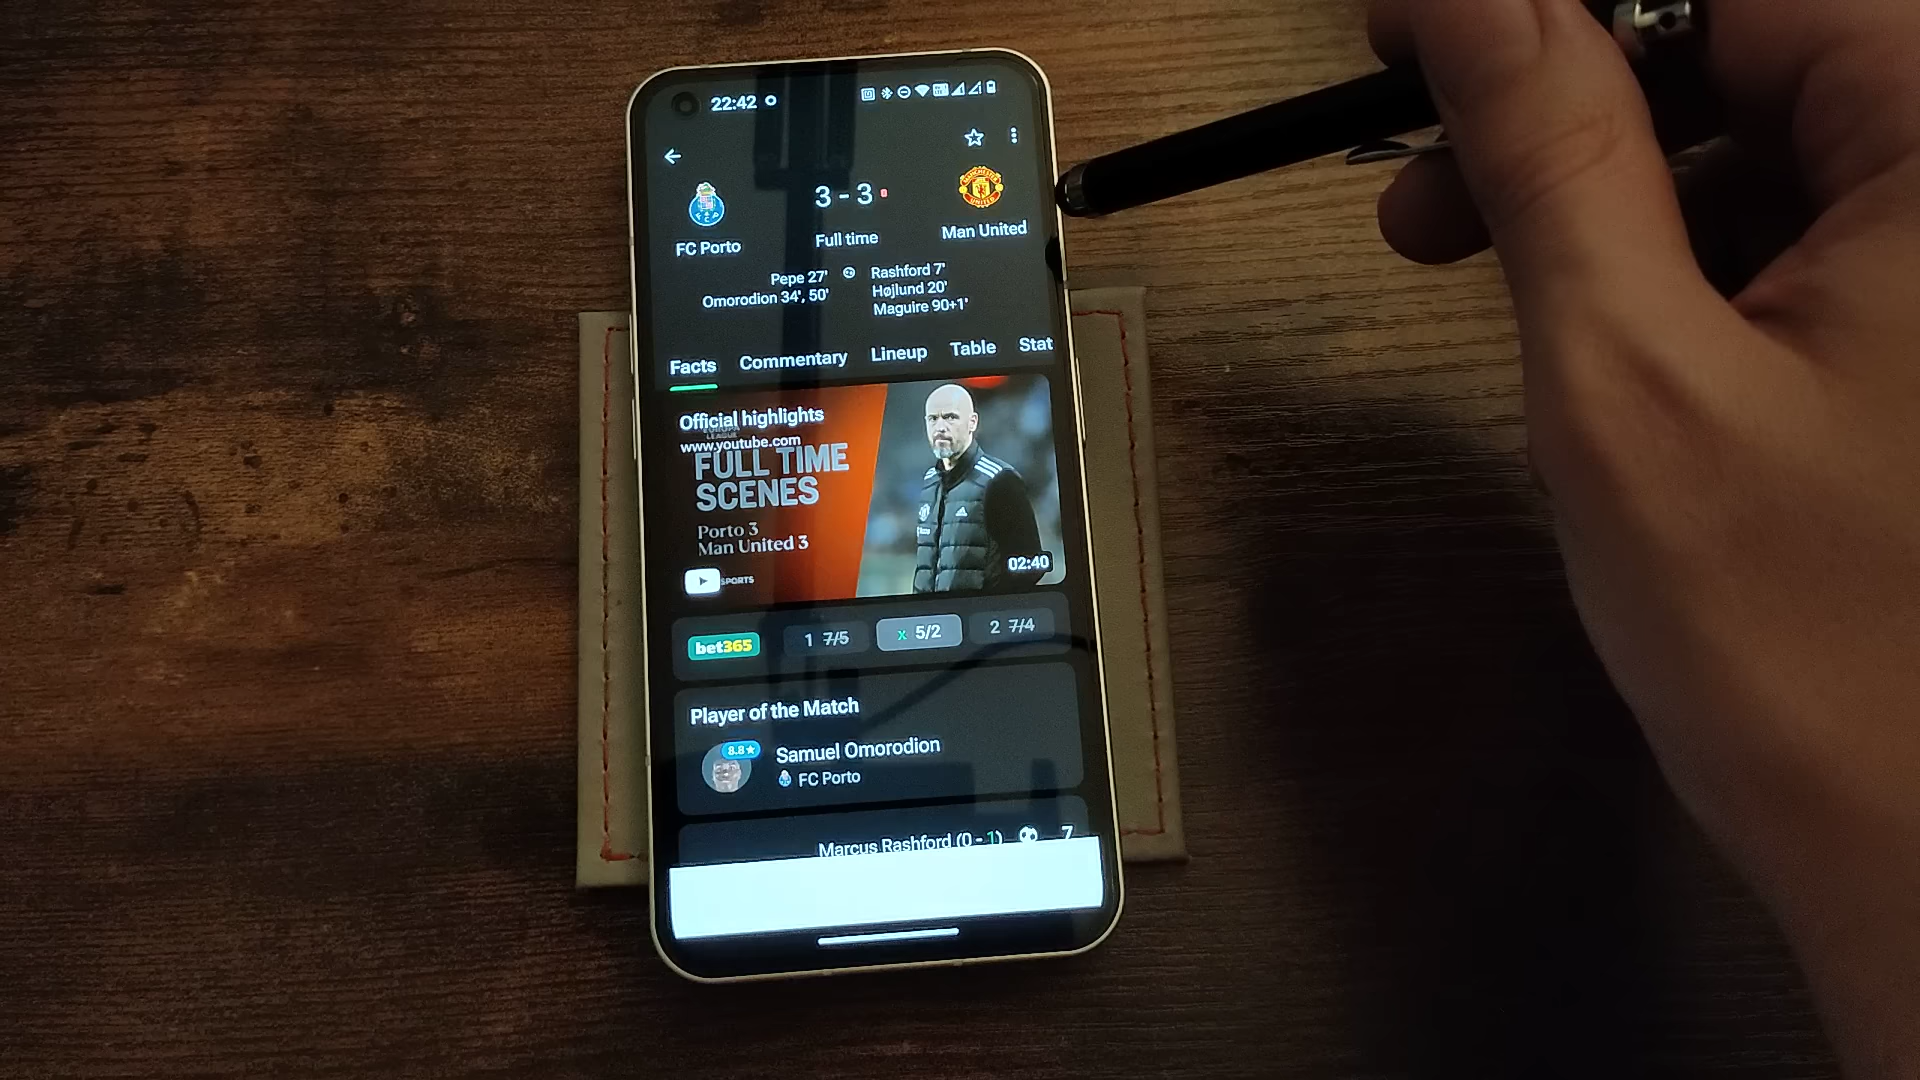 22:42
3 - 3
FC Porto
Full time
Man United
Pepe 27'
Omorodion 34', 50'
Rashford 7'
Højlund 20'
Maguire 90+1'
Facts Commentary Lineup Table Stat
Official highlights
www.youtube.com
FULL TIME
SCENES
Porto 3
Man United 3
SPORTS
02:40
bet365
1 7/5
x 5/2
2 7/4
Player of the Match
8.8
Samuel Omorodion
FC Porto
Marcus Rashford (0 - 1) 7